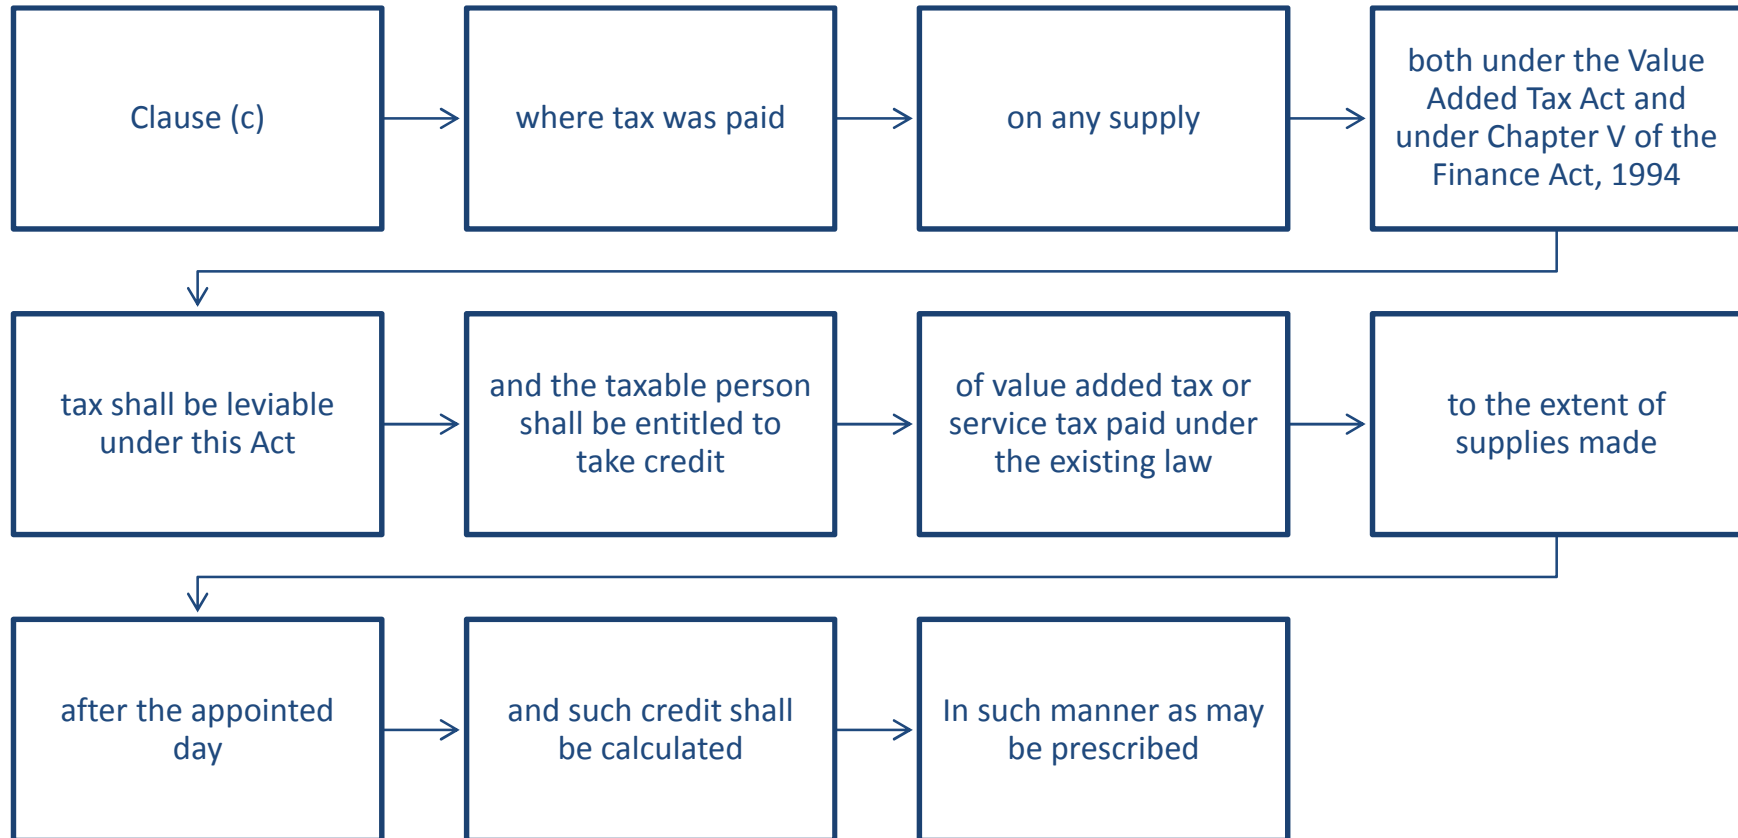 Clause (c)
where tax was paid
on any supply
both under the Value
Added Tax Act and
under Chapter V of the
Finance Act, 1994
tax shall be leviable
under this Act
and the taxable person
shall be entitled to
take credit
of value added tax or
service tax paid under
the existing law
to the extent of
supplies made
after the appointed
day
and such credit shall
be calculated
In such manner as may
be prescribed